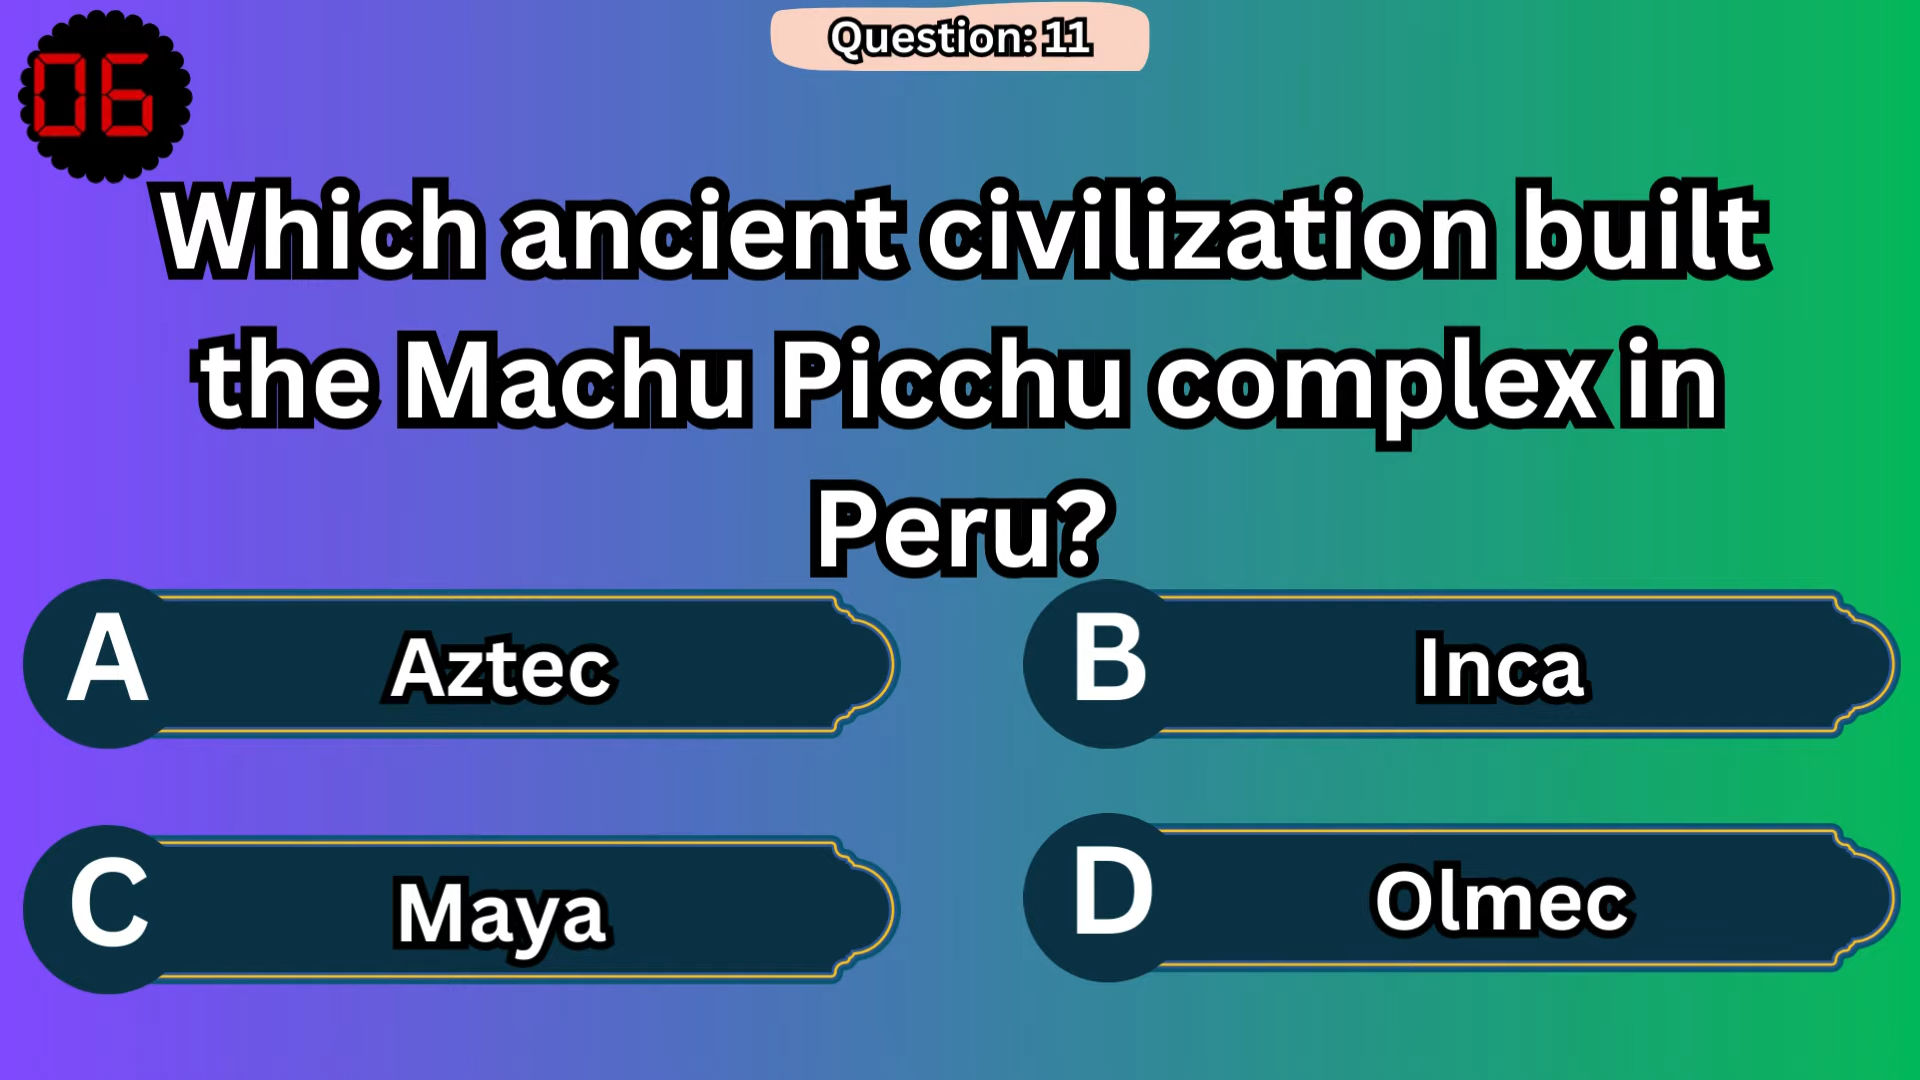 06
Question: 11
Which ancient civilization built
the Machu Picchu complex in
Peru?
A Aztec
B Inca
C Maya
D Olmec